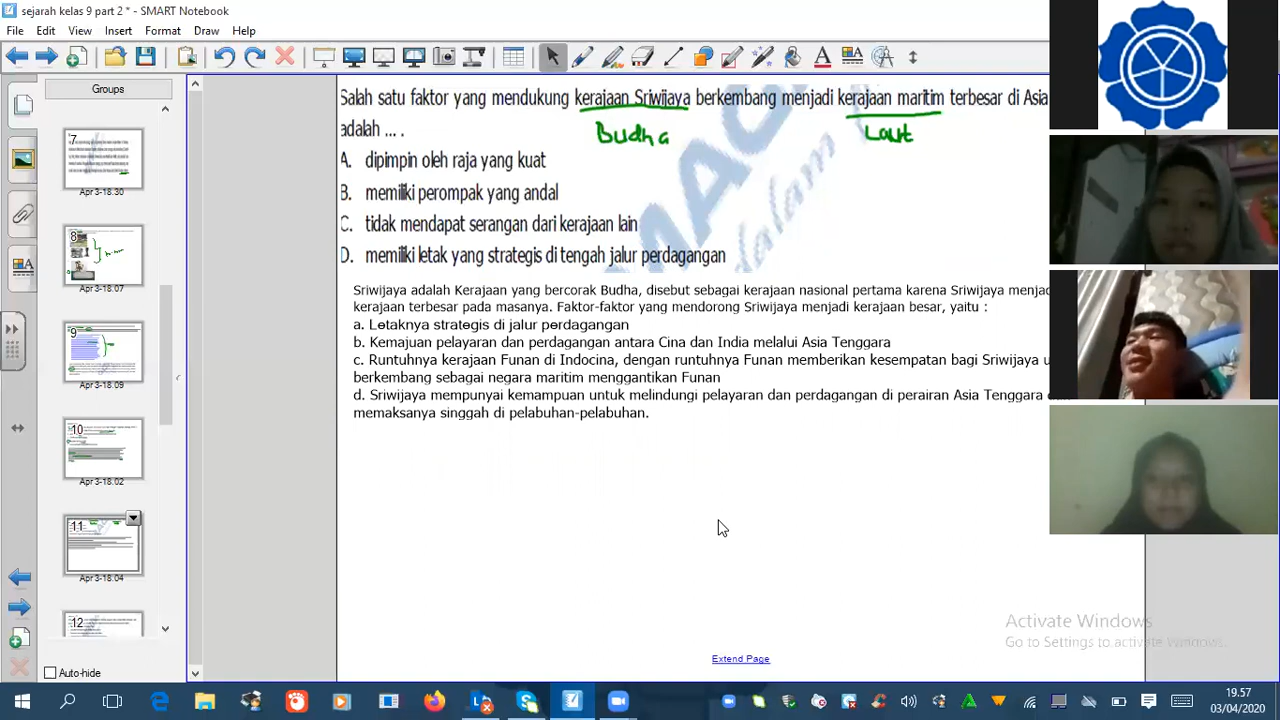 sejarah kelas 9 part 2 * - SMART Notebook
File Edit View Insert Format Draw Help
Groups
7
Apr 3-18.30
8
Apr 3-18.07
9
Apr 3-18.09
10
Apr 3-18.02
11
Apr 3-18.04
12
Auto-hide
Salah satu faktor yang mendukung kerajaan Sriwijaya berkembang menjadi kerajaan maritim terbesar di Asia
adalah ... .
Budha
Laut
A. dipimpin oleh raja yang kuat
B. memiliki perompak yang andal
C. tidak mendapat serangan dari kerajaan lain
D. memiliki letak yang strategis di tengah jalur perdagangan
Sriwijaya adalah Kerajaan yang bercorak Budha, disebut sebagai kerajaan nasional pertama karena Sriwijaya
kerajaan terbesar pada masanya. Faktor-faktor yang mendorong Sriwijaya menjadi kerajaan besar, yaitu :
a. Letaknya strategis di jalur perdagangan
b. Kemajuan pelayaran dan perdagangan antara Cina dan India melalui Asia Tenggara
c. Runtuhnya kerajaan Funan di Indocina, dengan runtuhnya Funan memberikan kesempatan bagi Sriwijaya
berkembang sebagai negara maritim menggantikan Funan
d. Sriwijaya mempunyai kemampuan untuk melindungi pelayaran dan perdagangan di perairan Asia Tenggara
memaksanya singgah di pelabuhan-pelabuhan.
Extend Page
Activate Windows
Go to Settings to activate Windows.
19.57
03/04/2020